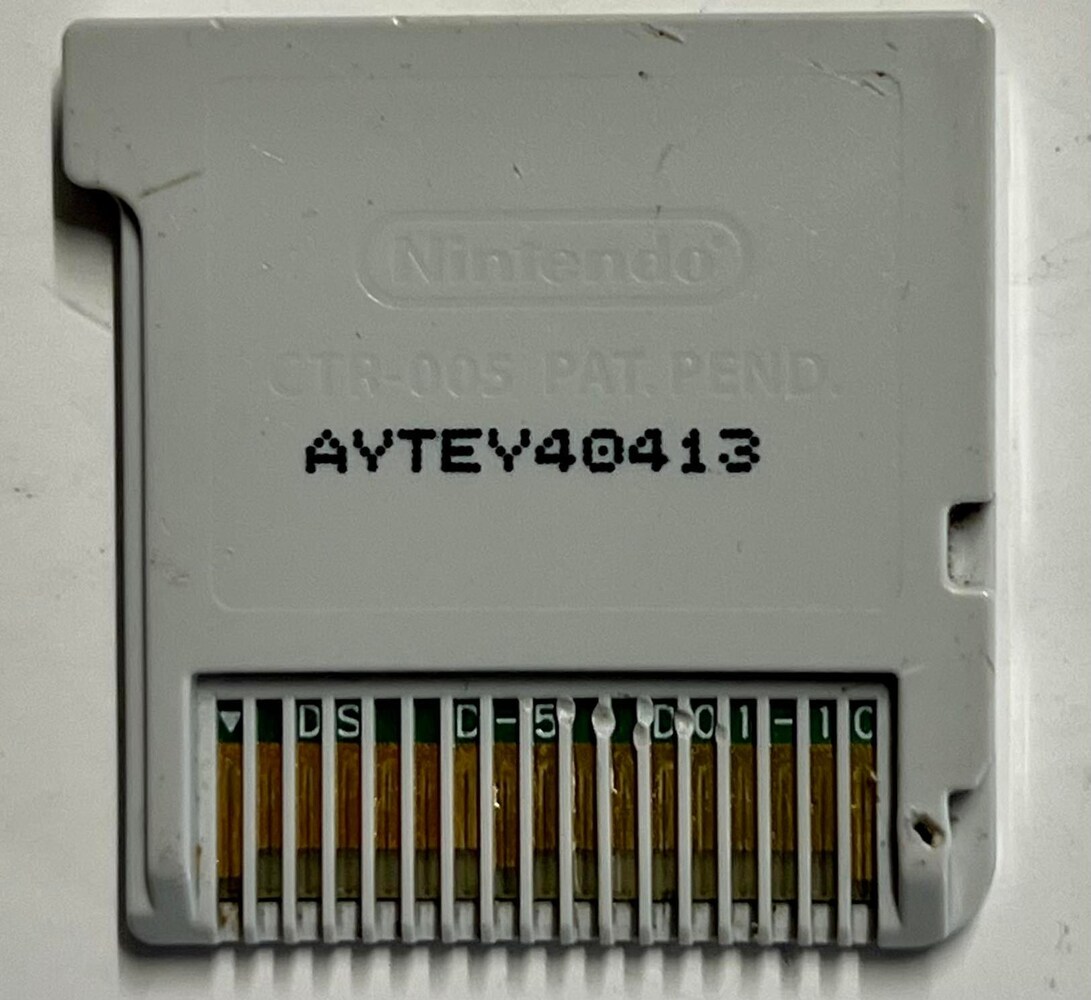 Nintendo®
CTR-005 PAT. PEND.
AYTEY40413
DS D-5 D01-1C